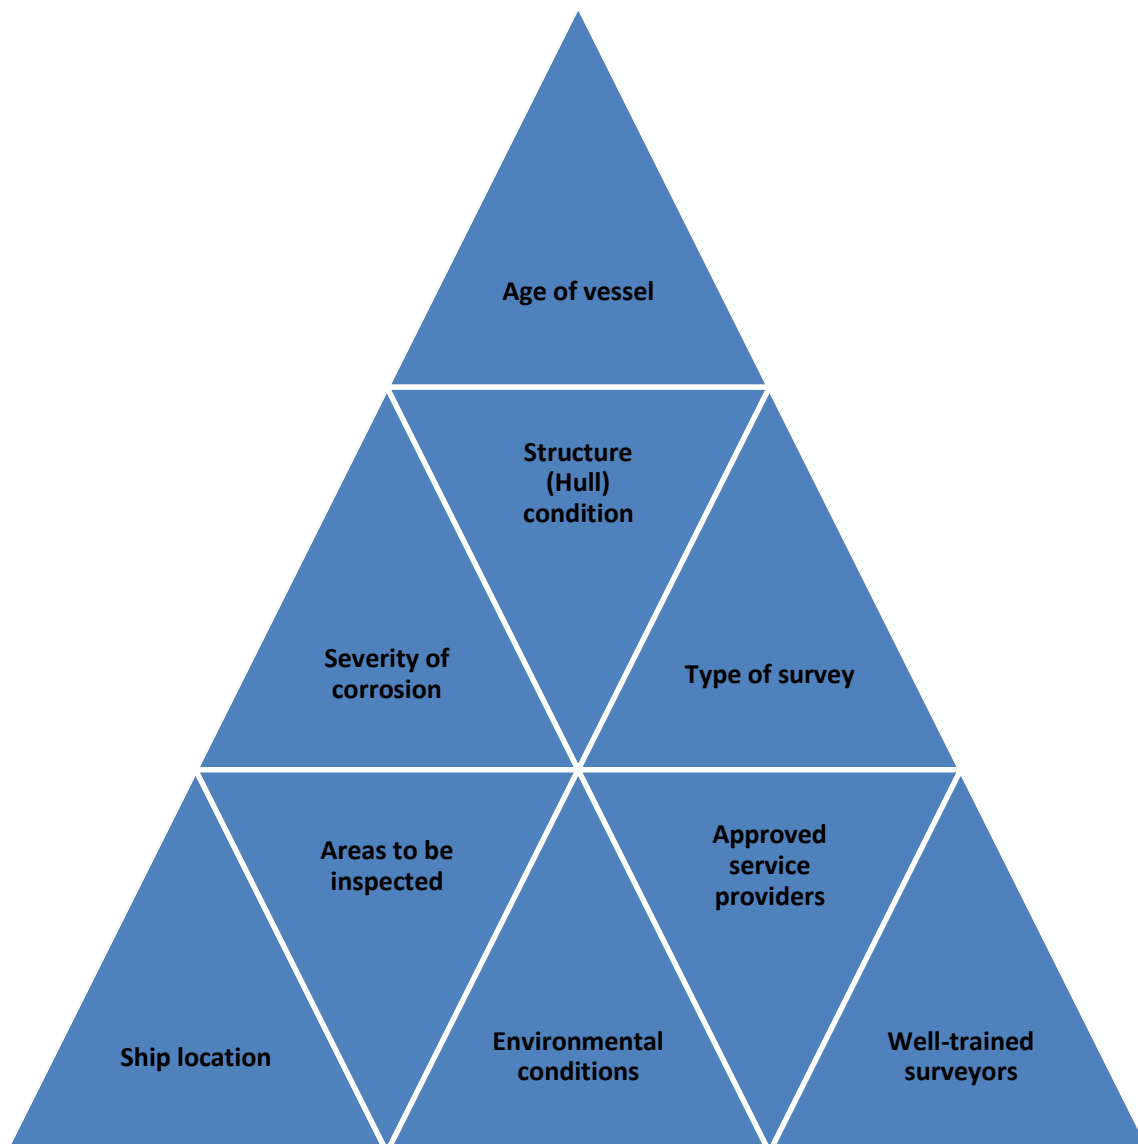 Age of vessel
Structure
(Hull)
condition
Severity of
corrosion
Type of survey
Areas to be
inspected
Approved
service
providers
Ship location
Environmental
conditions
Well-trained
surveyors